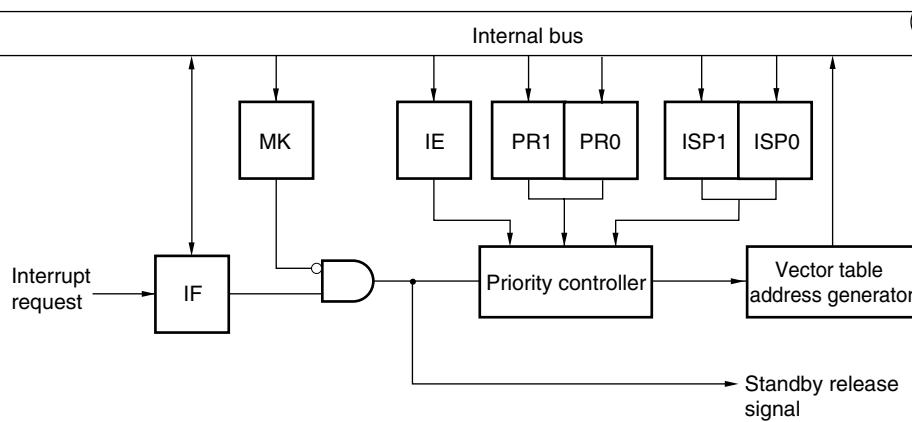 Internal bus
MK
IE
PR1
PR0
ISP1
ISP0
Interrupt
request
IF
Priority controller
Vector table
address generator
Standby release
signal